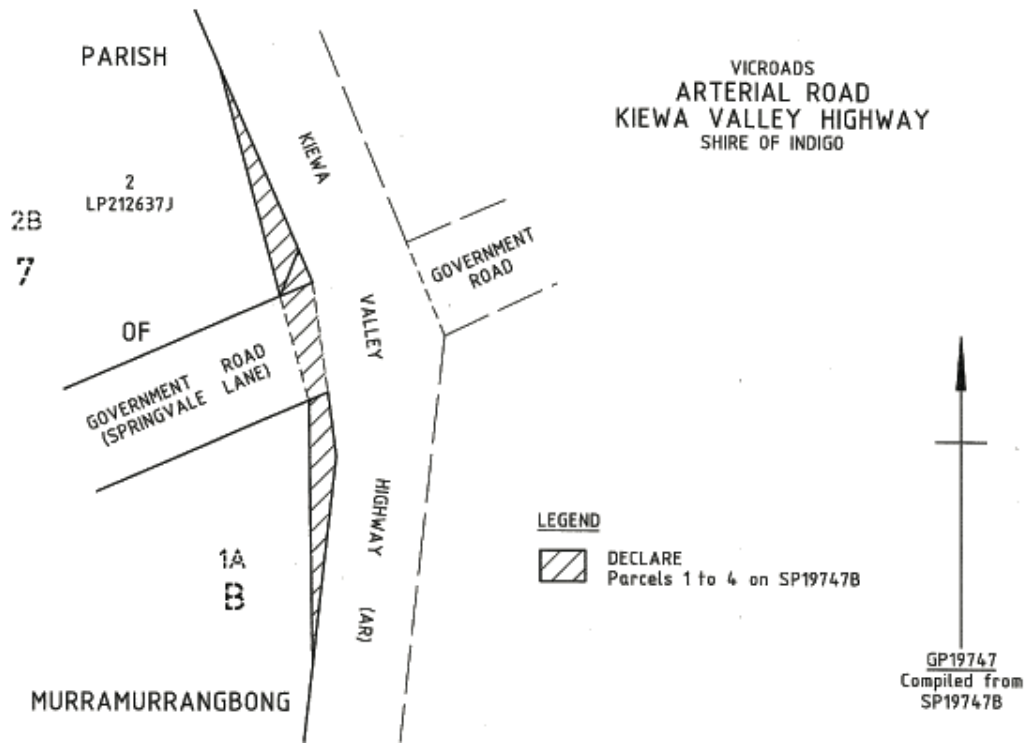 PARISH
VICROADS
ARTERIAL ROAD
KIEWA VALLEY HIGHWAY
SHIRE OF INDIGO
KIEWA
2
LP212637J
2B
7
GOVERNMENT
ROAD
VALLEY
OF
GOVERNMENT ROAD
(SPRINGVALE LANE)
HIGHWAY
LEGEND
DECLARE
Parcels 1 to 4 on SP19747B
1A
B
(AR)
GP19747
Compiled from
SP19747B
MURRAMURRANGBONG